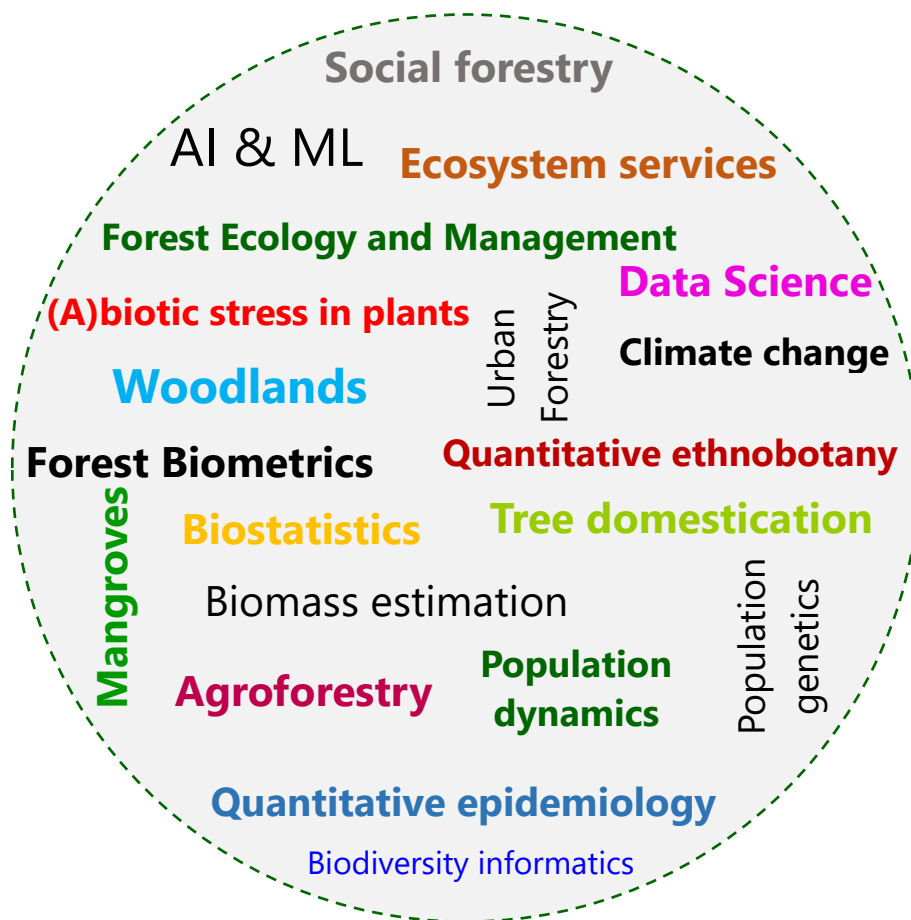 Social forestry
AI & ML
Ecosystem services
Forest Ecology and Management
Data Science
(A)biotic stress in plants
Urban
Forestry
Climate change
Woodlands
Forest Biometrics
Quantitative ethnobotany
Mangroves
Biostatistics
Tree domestication
Biomass estimation
Population
genetics
Agroforestry
Population
dynamics
Quantitative epidemiology
Biodiversity informatics